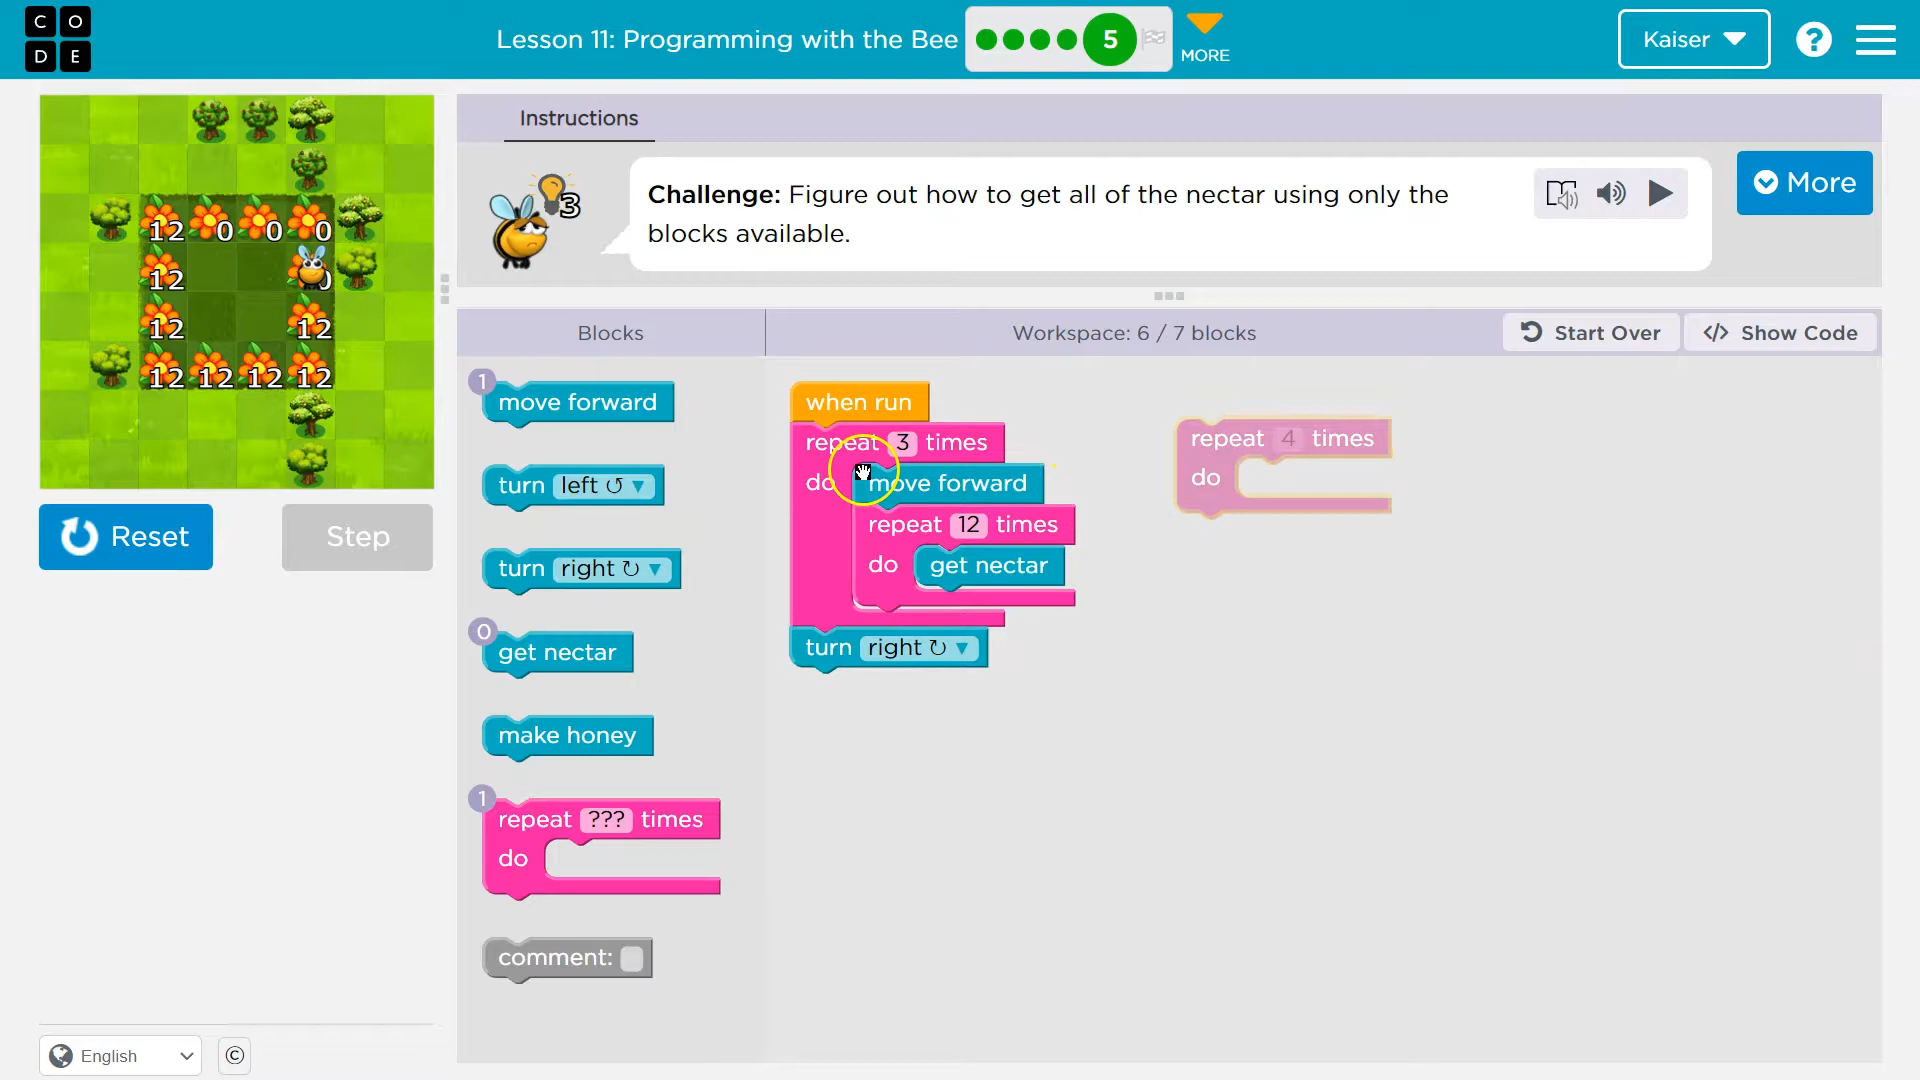 C O
D E
Lesson 11: Programming with the Bee
5
MORE
Kaiser
?
Instructions
3
Challenge: Figure out how to get all of the nectar using only the
blocks available.
More
12 0 0 0
12 0
12 12
12 12 12 12
Reset
Step
Blocks
Workspace: 6 / 7 blocks
Start Over
</> Show Code
1
move forward
turn left ↺ ▼
turn right ↻ ▼
0
get nectar
make honey
1
repeat ??? times
do
comment:
when run
repeat 3 times
do
move forward
repeat 12 times
do
get nectar
turn right ↻ ▼
repeat 4 times
do
English
©